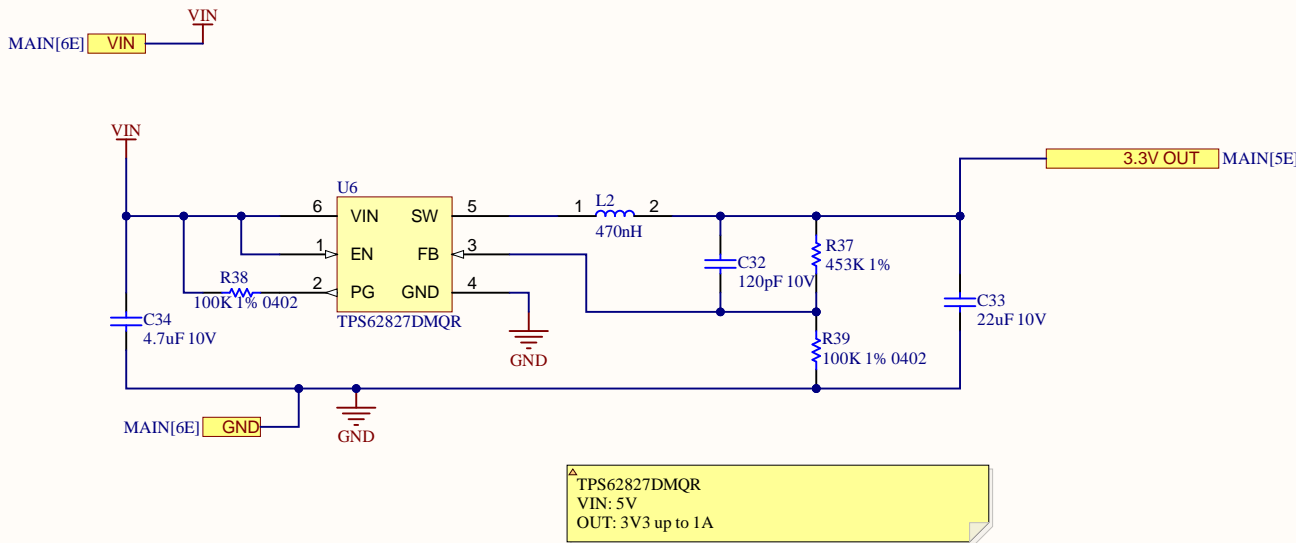 VIN
MAIN[6E] VIN
VIN
3.3V OUT MAIN[5E]
U6
6 VIN SW 5
1 L2 2
470nH
1 EN FB 3
R37
453K 1%
C32
120pF 10V
R38
100K 1% 0402
2 PG GND 4
TPS62827DMQR
C34
4.7uF 10V
C33
22uF 10V
R39
100K 1% 0402
GND
MAIN[6E] GND
GND
TPS62827DMQR
VIN: 5V
OUT: 3V3 up to 1A